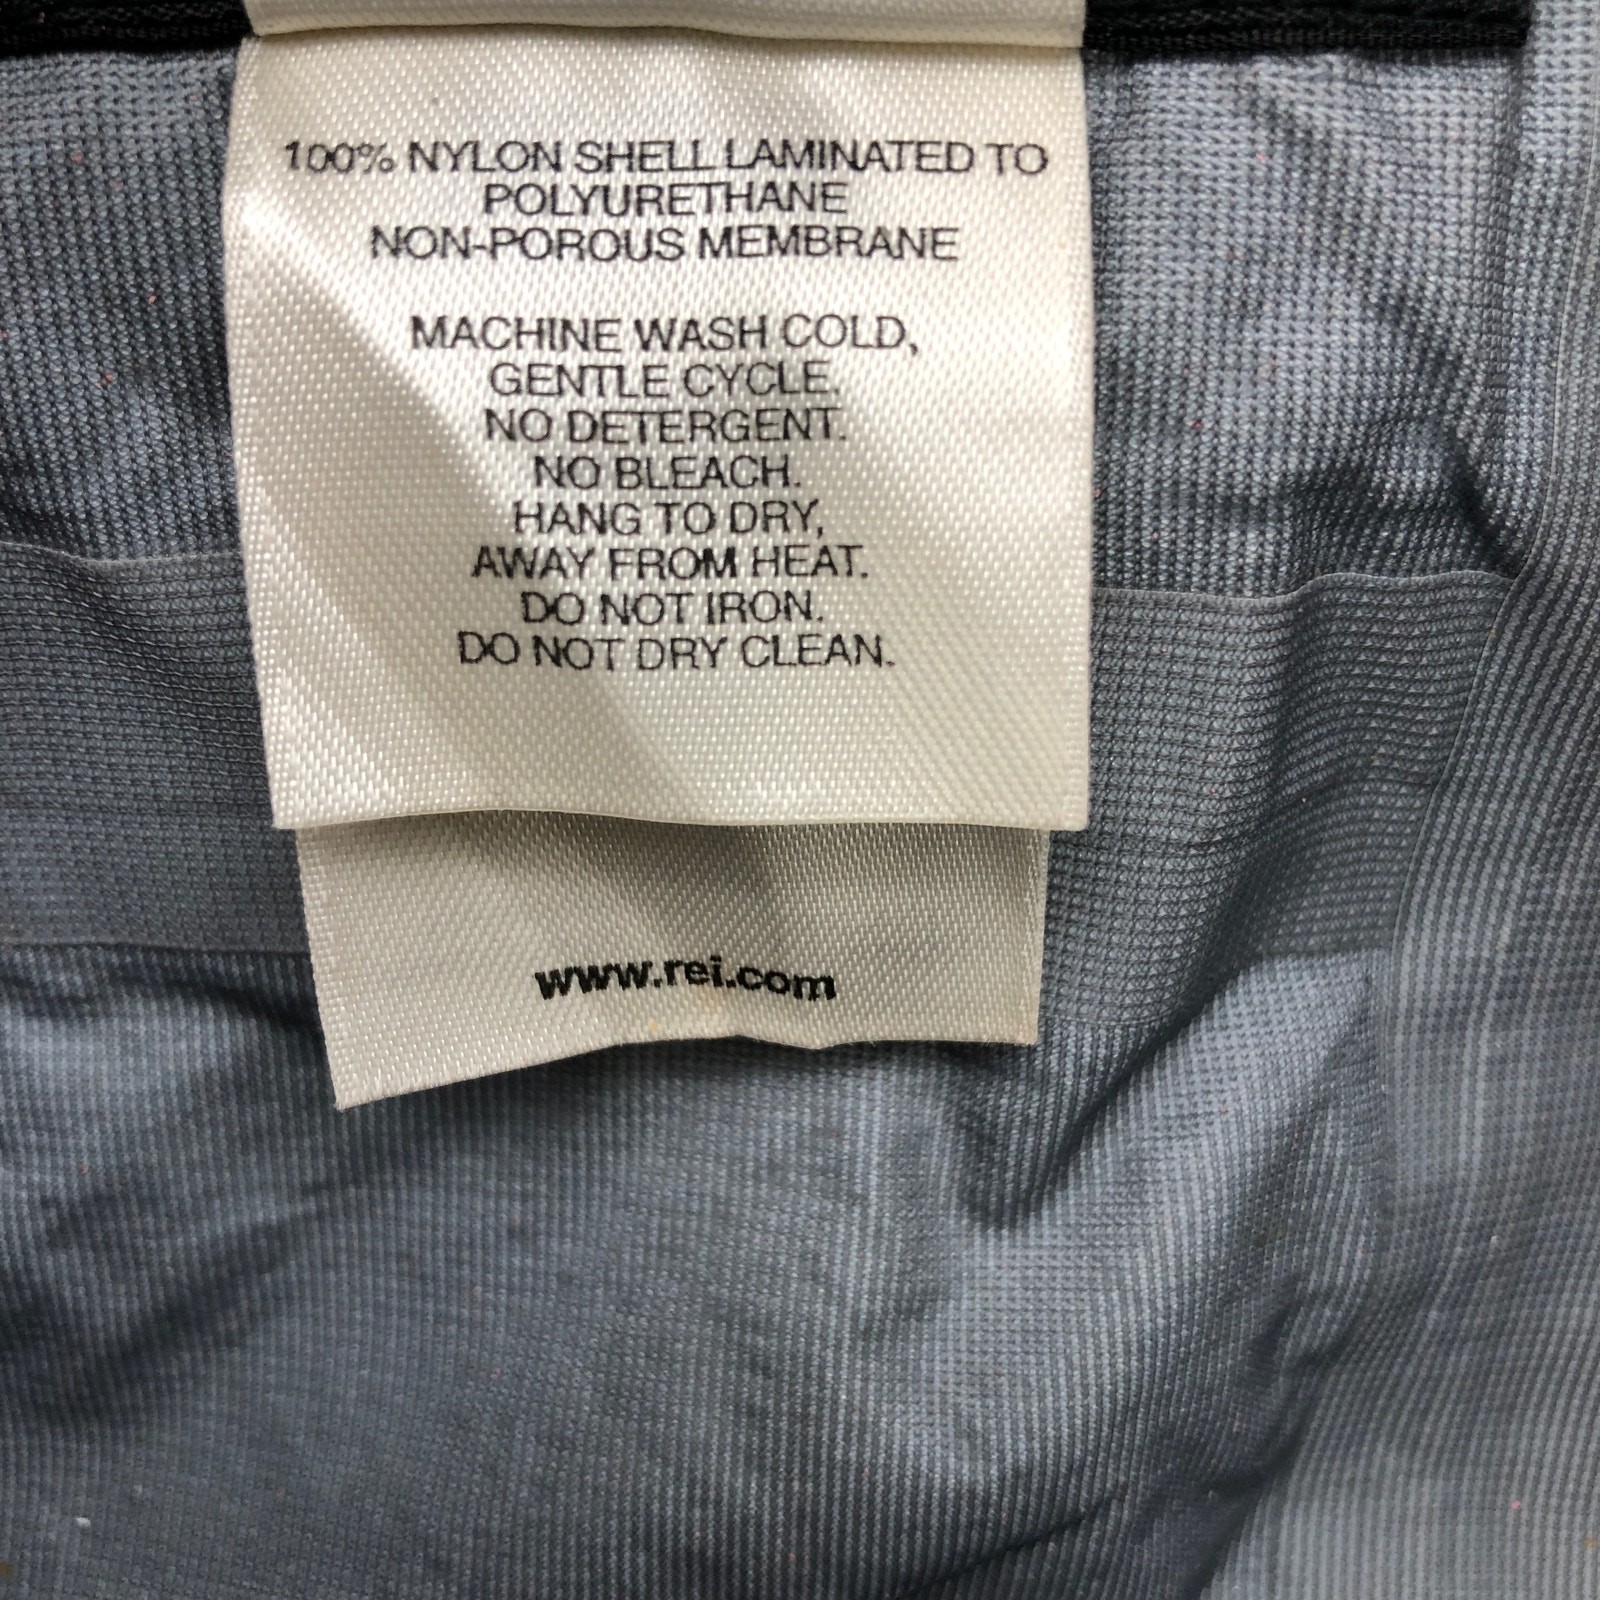 100% NYLON SHELL LAMINATED TO
POLYURETHANE
NON-POROUS MEMBRANE
MACHINE WASH COLD,
GENTLE CYCLE.
NO DETERGENT.
NO BLEACH.
HANG TO DRY,
AWAY FROM HEAT.
DO NOT IRON.
DO NOT DRY CLEAN.
www.rei.com